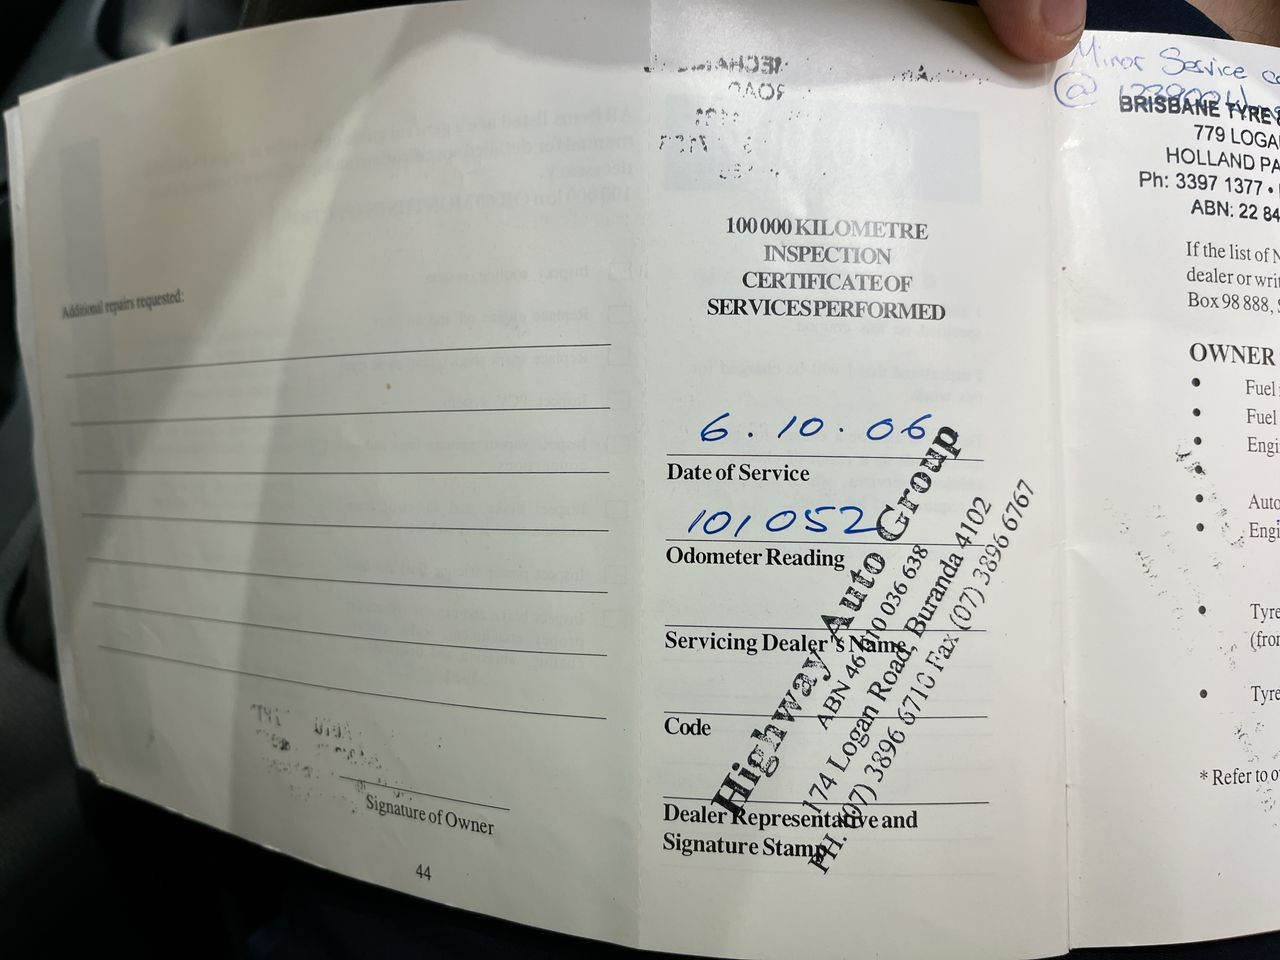 Additional repairs requested:
Signature of Owner
44
100 000 KILOMETRE
INSPECTION
CERTIFICATE OF
SERVICES PERFORMED
6.10.06
Date of Service
101052
Odometer Reading
Servicing Dealer's Name
Code
Dealer Representative and
Signature Stamp
Highway Auto Group
ABN 46 010 036 638
174 Logan Road, Buranda 4102
PH. (07) 3896 6710 Fax (07) 3896 6767
Minor Service
@
BRISBANE TYRE
779 LOGA
HOLLAND PA
Ph: 3397 1377 •
ABN: 22 84
If the list of N
dealer or writ
Box 98 888, S
OWNER
• Fuel
• Fuel
• Engi
• Auto
• Engi
• Tyre
(fron
• Tyre
* Refer to o